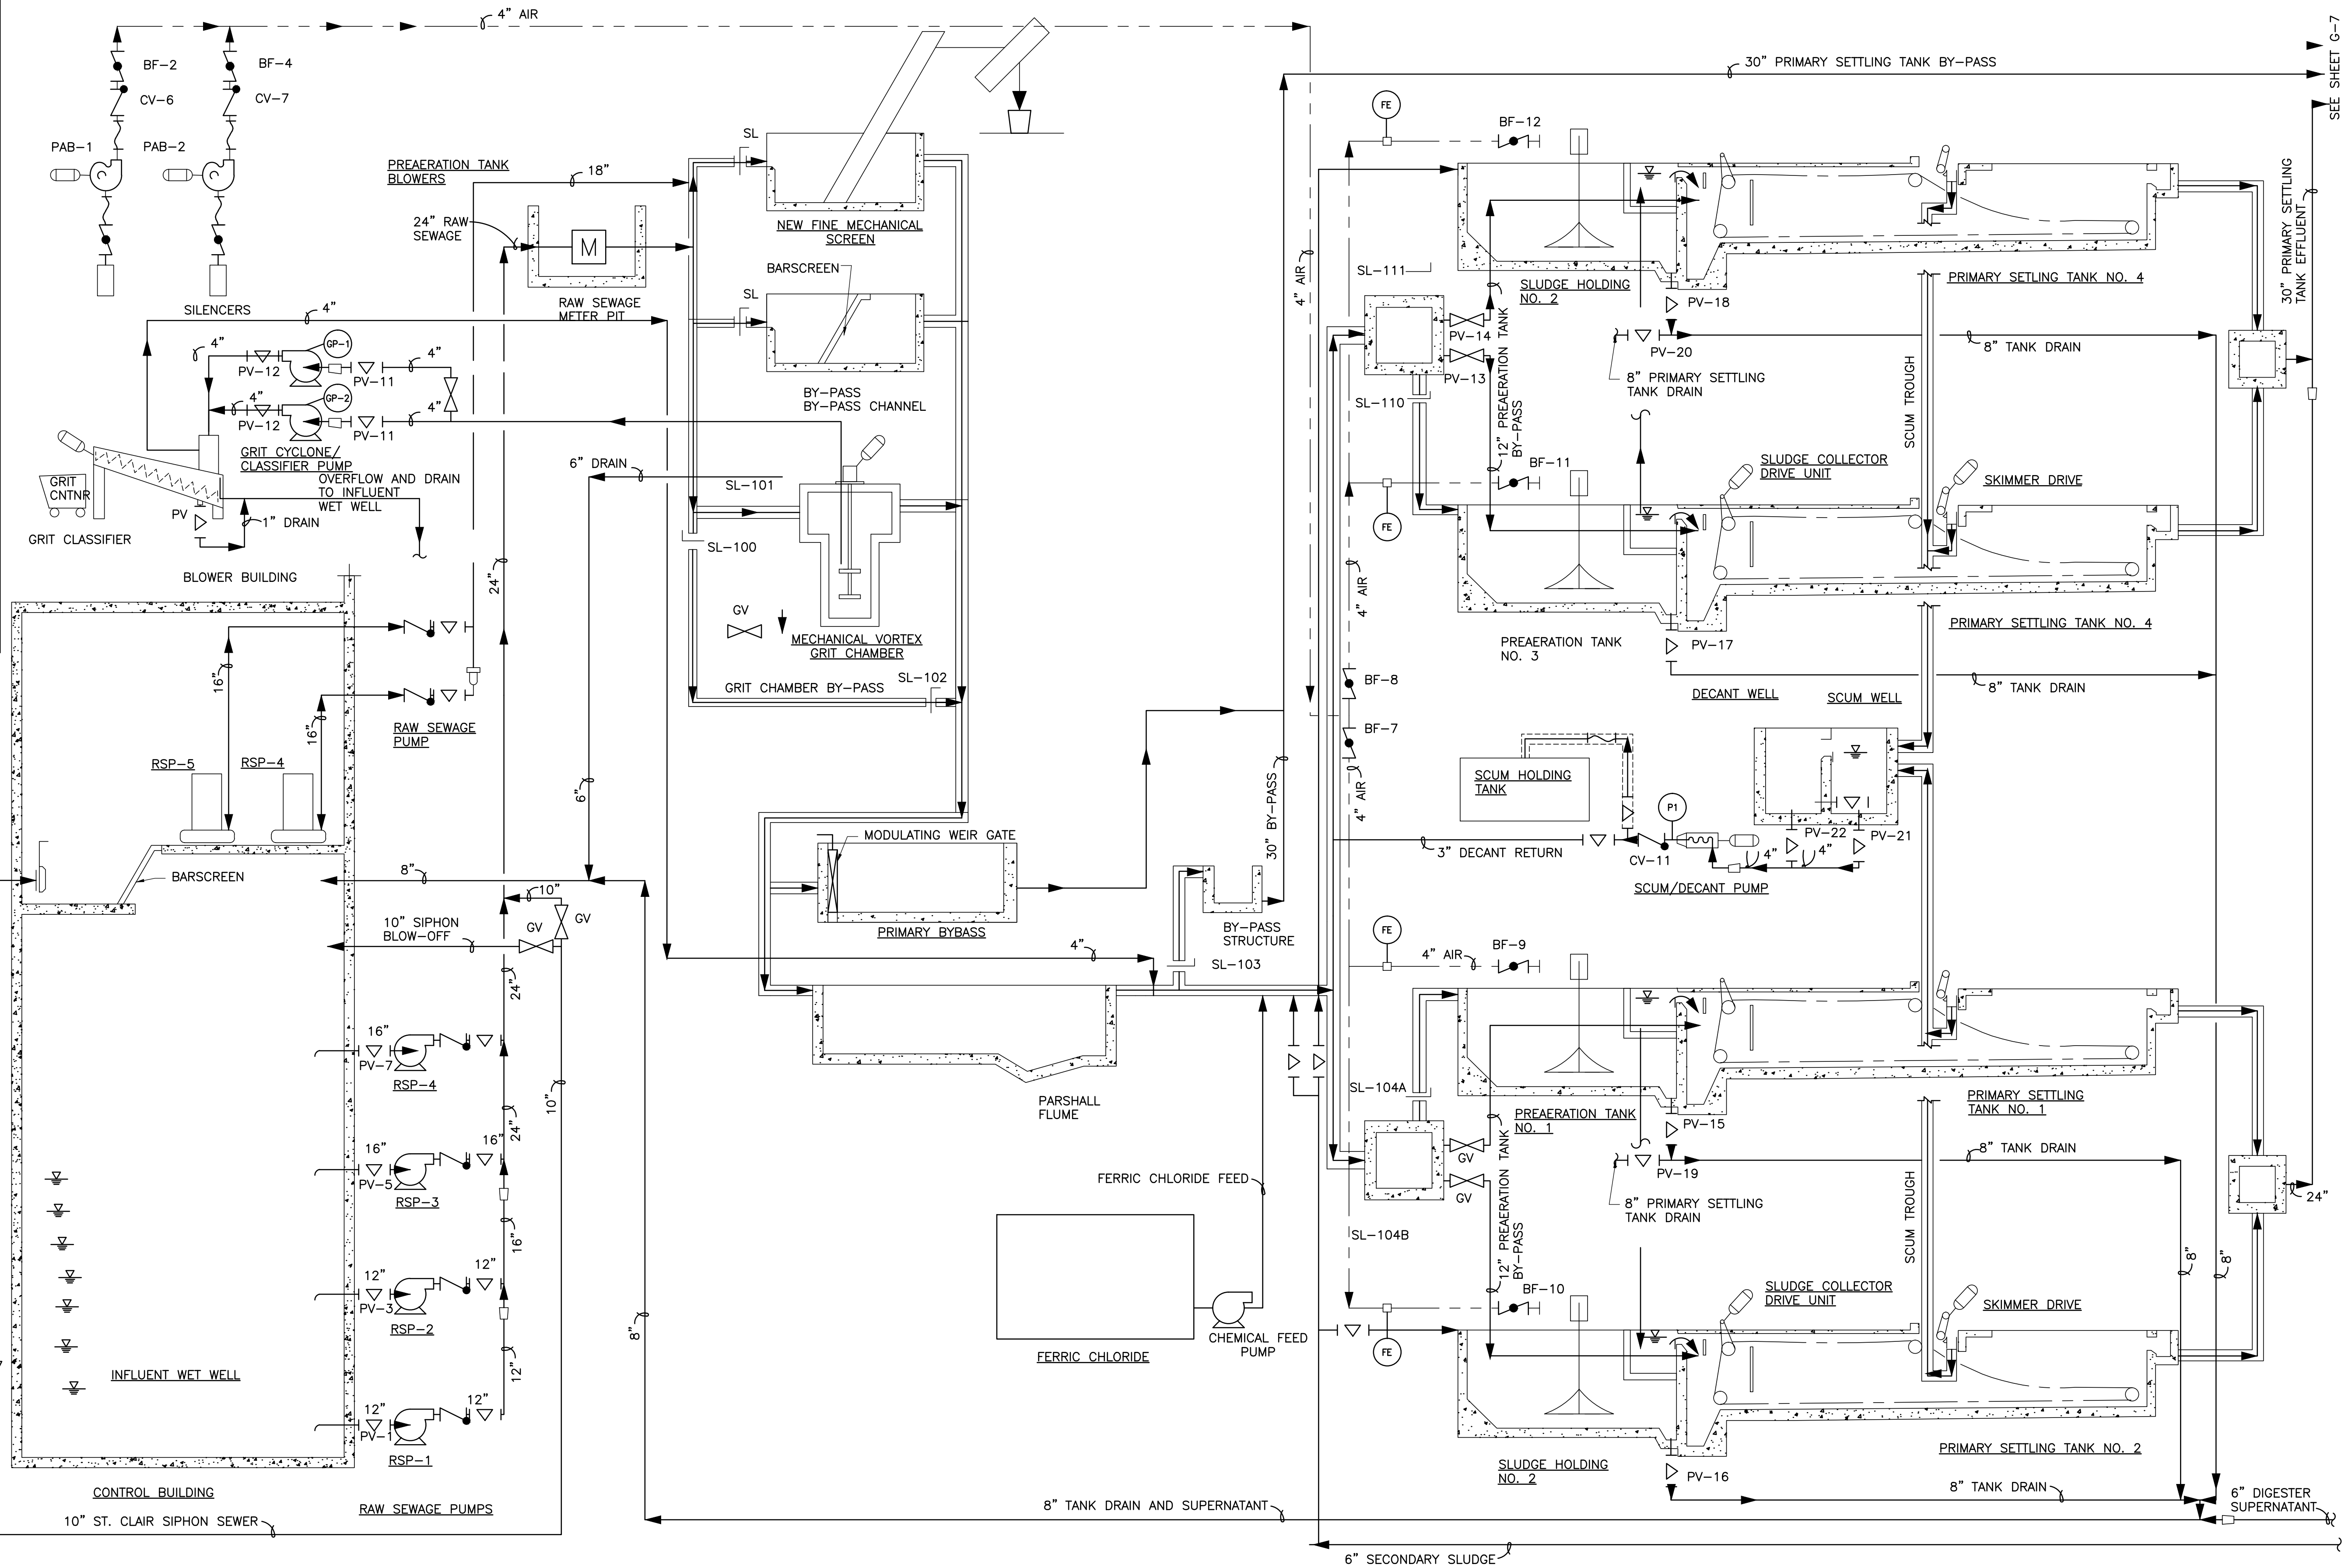 4" AIR
BF-2
BF-4
CV-6
CV-7
PAB-1
PAB-2
PREAERATION TANK
BLOWERS
SILENCERS
18"
24" RAW
SEWAGE
M
RAW SEWAGE
METER PIT
SL
NEW FINE MECHANICAL
SCREEN
SL
BARSCREEN
BY-PASS
BY-PASS CHANNEL
4"
4"
GP-1
4"
PV-12
PV-11
4"
GP-2
4"
PV-12
PV-11
GRIT CYCLONE/
CLASSIFIER PUMP
OVERFLOW AND DRAIN
TO INFLUENT
WET WELL
GRIT
CNTNR
PV
1" DRAIN
GRIT CLASSIFIER
BLOWER BUILDING
6" DRAIN
SL-101
SL-100
GV
MECHANICAL VORTEX
GRIT CHAMBER
SL-102
GRIT CHAMBER BY-PASS
24"
16"
16"
RAW SEWAGE
PUMP
RSP-5
RSP-4
BARSCREEN
6"
8"
10"
GV
GV
10" SIPHON
BLOW-OFF
24"
16"
PV-7
RSP-4
24"
10"
16"
16"
PV-5
RSP-3
16"
12"
12"
PV-3
RSP-2
12"
12"
12"
PV-1
RSP-1
INFLUENT WET WELL
CONTROL BUILDING
RAW SEWAGE PUMPS
10" ST. CLAIR SIPHON SEWER
MODULATING WEIR GATE
PRIMARY BYBASS
30" BY-PASS
BY-PASS
STRUCTURE
4"
SL-103
PARSHALL
FLUME
FERRIC CHLORIDE FEED
FERRIC CHLORIDE
CHEMICAL FEED
PUMP
8"
8" TANK DRAIN AND SUPERNATANT
6" SECONDARY SLUDGE
30" PRIMARY SETTLING TANK BY-PASS
SEE SHEET G-7
30" PRIMARY SETTLING
TANK EFFLUENT
FE
BF-12
4" AIR
SL-111
SLUDGE HOLDING
NO. 2
PV-18
PRIMARY SETLING TANK NO. 4
PV-14
PV-13
12" PREAERATION TANK
BY-PASS
PV-20
8" PRIMARY SETTLING
TANK DRAIN
8" TANK DRAIN
SCUM TROUGH
SL-110
BF-11
FE
SLUDGE COLLECTOR
DRIVE UNIT
SKIMMER DRIVE
4" AIR
PREAERATION TANK
NO. 3
PV-17
PRIMARY SETTLING TANK NO. 4
8" TANK DRAIN
BF-8
BF-7
4" AIR
DECANT WELL
SCUM WELL
SCUM HOLDING
TANK
P1
PV-22
PV-21
3" DECANT RETURN
CV-11
4"
4"
SCUM/DECANT PUMP
FE
4" AIR
BF-9
SL-104A
PREAERATION TANK
NO. 1
PV-15
PRIMARY SETTLING
TANK NO. 1
GV
GV
12" PREAERATION TANK
BY-PASS
PV-19
8" PRIMARY SETTLING
TANK DRAIN
8" TANK DRAIN
SCUM TROUGH
24"
SL-104B
BF-10
FE
SLUDGE COLLECTOR
DRIVE UNIT
SKIMMER DRIVE
8"
8"
SLUDGE HOLDING
NO. 2
PV-16
PRIMARY SETTLING TANK NO. 2
8" TANK DRAIN
6" DIGESTER
SUPERNATANT